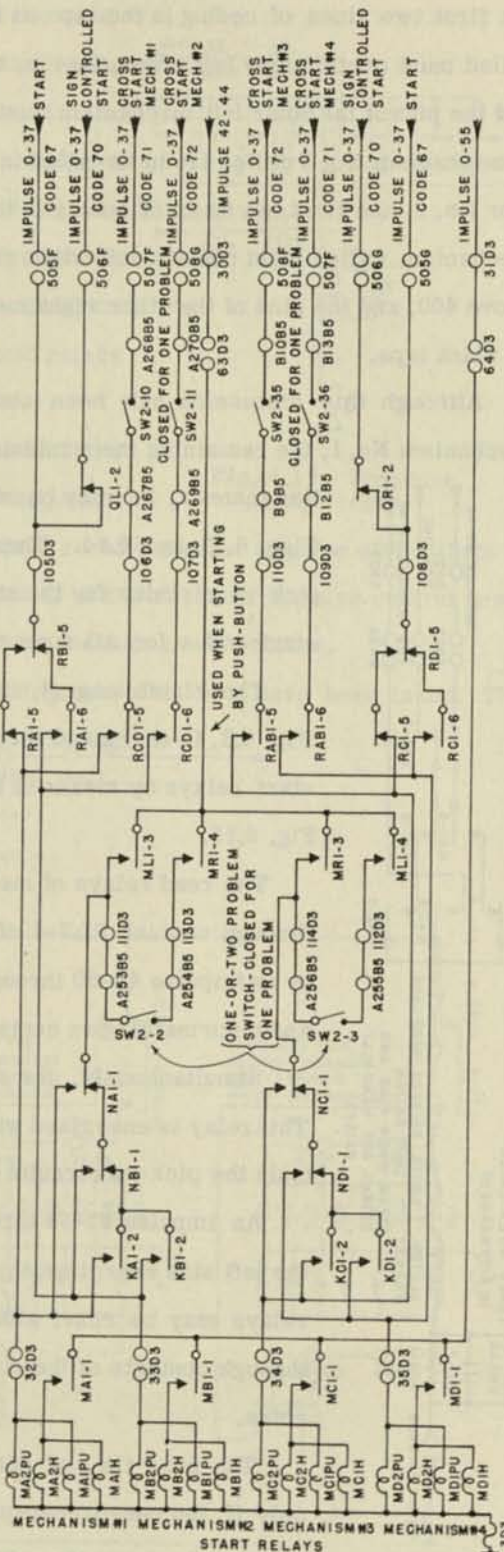 START
SIGN CONTROLLED START
CROSS START MECH#1
CROSS START MECH#2
CROSS START MECH#3
CROSS START MECH#4
SIGN CONTROLLED START
START
IMPULSE 0-37
CODE 67
IMPULSE 0-37
CODE 70
IMPULSE 0-37
CODE 71
IMPULSE 0-37
CODE 72
IMPULSE 42-44
IMPULSE 0-37
CODE 72
IMPULSE 0-37
CODE 71
IMPULSE 0-37
CODE 70
IMPULSE 0-37
CODE 67
IMPULSE 0-55
505F
506F
507F
508G
30D3
508F
507F
506G
505G
31D3
A268B5
CLOSED FOR ONE PROBLEM
A270B5
63D3
B10B5
CLOSED FOR ONE PROBLEM
B13B5
64D3
QL1-2
SW2-10
SW2-11
SW2-35
SW2-36
QR1-2
A267B5
A269B5
B9B5
B12B5
105D3
106D3
107D3
110D3
109D3
108D3
RB1-5
USED WHEN STARTING BY PUSH-BUTTON
RD1-5
RA1-5
RA1-6
RCD1-5
RCD1-6
RAB1-5
RAB1-6
RC1-5
RC1-6
ML1-3
MR1-4
MR1-3
ML1-4
111D3
113D3
114D3
112D3
A253B5
A254B5
A256B5
A255B5
ONE-OR-TWO PROBLEM SWITCH-CLOSED FOR ONE PROBLEM
SW2-2
SW2-3
NA1-1
NC1-1
NB1-1
ND1-1
KA1-2
KB1-2
KC1-2
KD1-2
32D3
MA1-1
33D3
MB1-1
34D3
MC1-1
35D3
MD1-1
MA2PU
MA2H
MA1PU
MA1H
MB2PU
MB2H
MB1PU
MB1H
MC2PU
MC2H
MC1PU
MC1H
MD2PU
MD2H
MD1PU
MD1H
MECHANISM#1 MECHANISM#2 MECHANISM#3 MECHANISM#4
START RELAYS